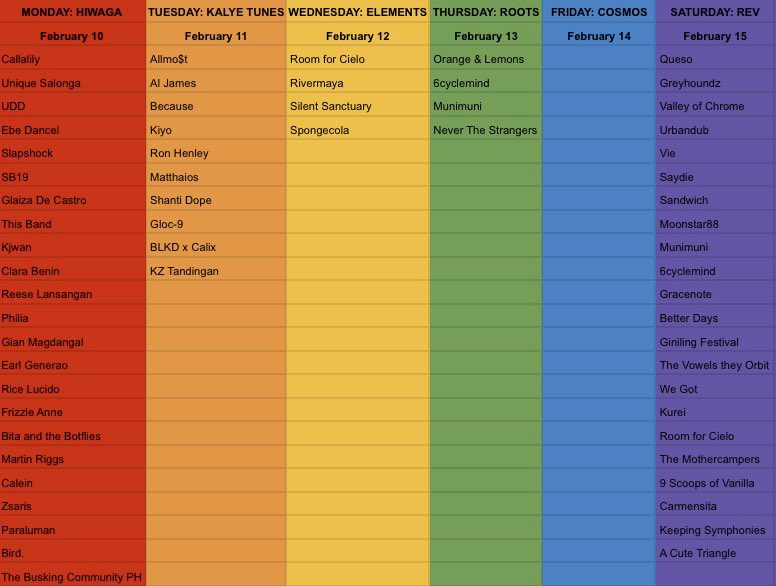 MONDAY: HIWAGA TUESDAY: KALYE TUNES WEDNESDAY: ELEMENTS THURSDAY: ROOTS FRIDAY: COSMOS SATURDAY: REV
February 10 February 11 February 12 February 13 February 14 February 15
Callalily Allmo$t Room for Cielo Orange & Lemons Queso
Unique Salonga Al James Rivermaya 6cyclemind Greyhoundz
UDD Because Silent Sanctuary Munimuni Valley of Chrome
Ebe Dancel Kiyo Spongecola Never The Strangers Urbandub
Slapshock Ron Henley Vie
SB19 Matthaios Saydie
Glaiza De Castro Shanti Dope Sandwich
This Band Gloc-9 Moonstar88
Kjwan BLKD x Calix Munimuni
Clara Benin KZ Tandingan 6cyclemind
Reese Lansangan Gracenote
Philia Better Days
Gian Magdangal Giniling Festival
Earl Generao The Vowels they Orbit
Rice Lucido We Got
Frizzle Anne Kurei
Bita and the Botflies Room for Cielo
Martin Riggs The Mothercampers
Calein 9 Scoops of Vanilla
Zsaris Carmensita
Paraluman Keeping Symphonies
Bird. A Cute Triangle
The Busking Community PH